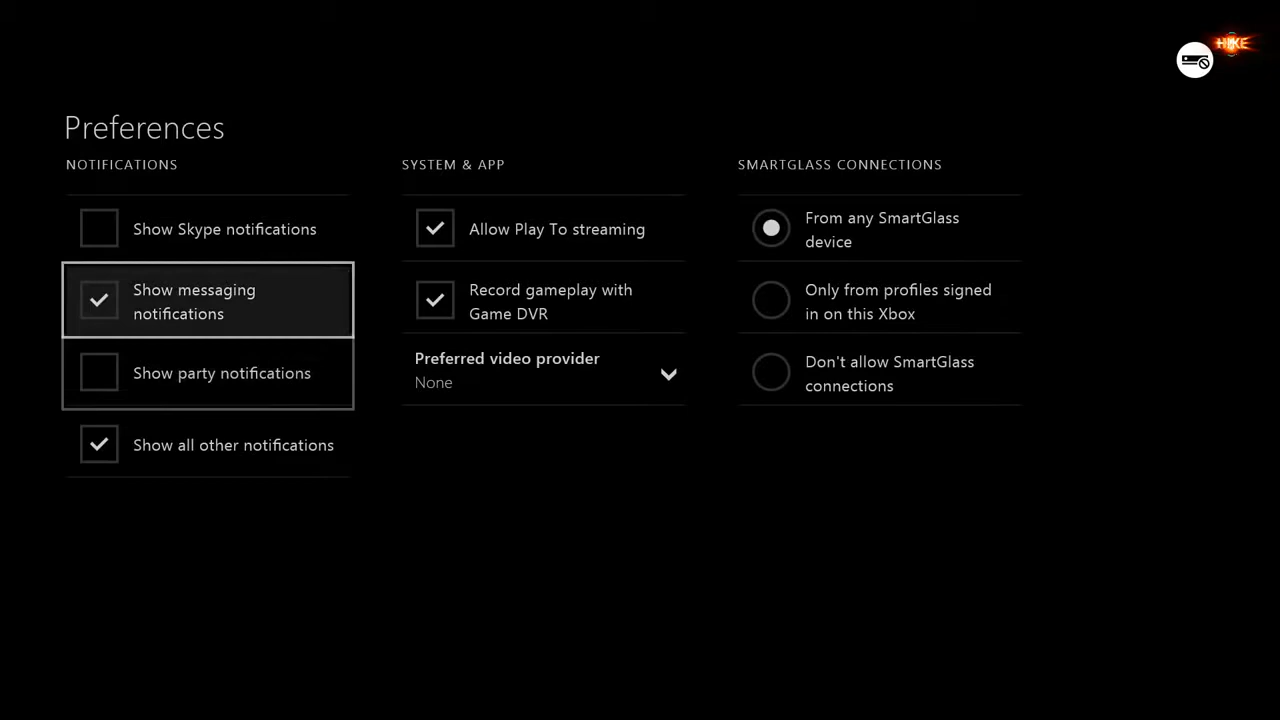 HIKE
Preferences
NOTIFICATIONS
Show Skype notifications
Show messaging
notifications
Show party notifications
Show all other notifications
SYSTEM & APP
Allow Play To streaming
Record gameplay with
Game DVR
Preferred video provider
None
SMARTGLASS CONNECTIONS
From any SmartGlass
device
Only from profiles signed
in on this Xbox
Don't allow SmartGlass
connections